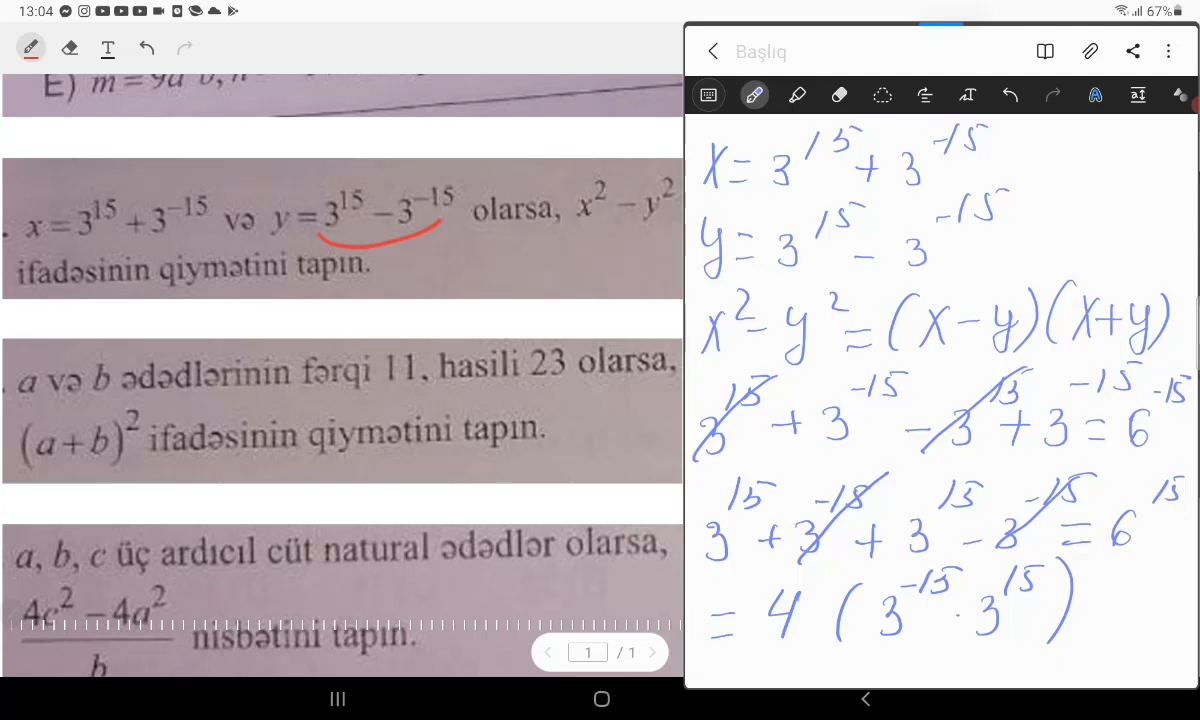 13:04
67%
Başlıq
E) m = 9a
. x = 3¹⁵ + 3⁻¹⁵ və y = 3¹⁵ − 3⁻¹⁵ olarsa, x² − y²
ifadəsinin qiymətini tapın.
. a və b ədədlərinin fərqi 11, hasili 23 olarsa,
(a+b)² ifadəsinin qiymətini tapın.
a, b, c üç ardıcıl cüt natural ədədlər olarsa,
4c² − 4a²
b
nisbətini tapın.
1 / 1
x = 3¹⁵ + 3⁻¹⁵
y = 3¹⁵ − 3⁻¹⁵
x² − y² = (x − y)(x + y)
3¹⁵ + 3⁻¹⁵ − 3¹⁵ + 3⁻¹⁵ = 6⁻¹⁵
3¹⁵ + 3⁻¹⁵ + 3¹⁵ − 3⁻¹⁵ = 6¹⁵
= 4 (3⁻¹⁵ · 3¹⁵)